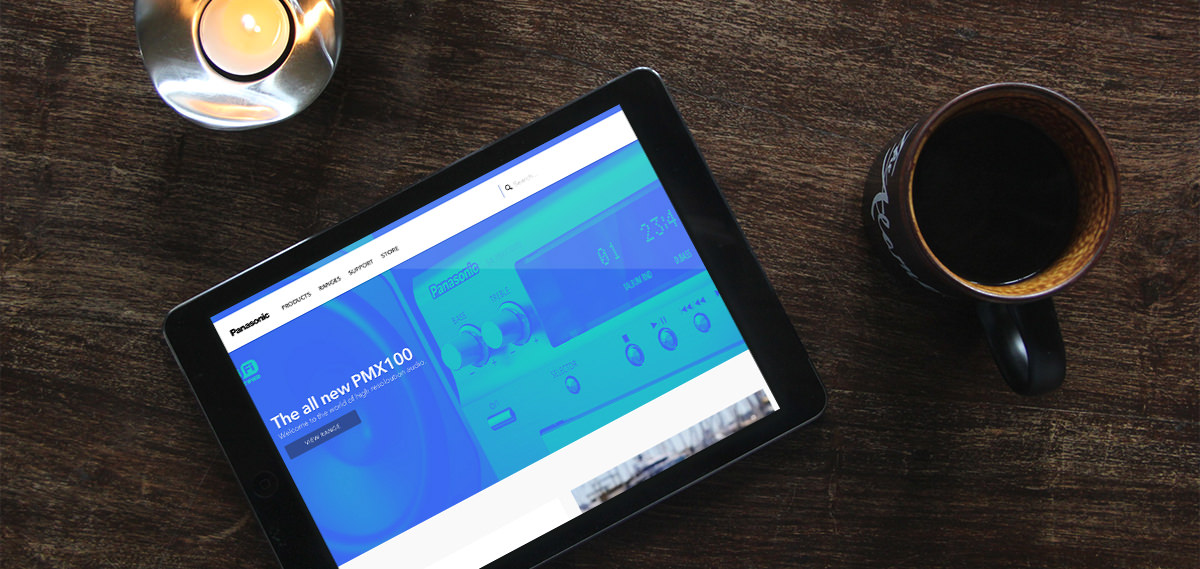 Panasonic PRODUCTS RANGES SUPPORT STORE Search...
Fi
The all new PMX100
Welcome to the world of high resolution audio
VIEW RANGE
Panasonic
BASS TREBLE
SELECTOR
01 23:4